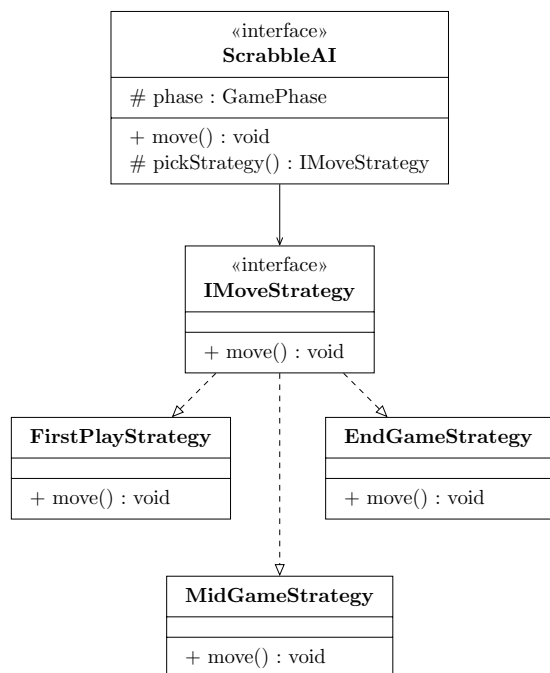 «interface»
ScrabbleAI
# phase : GamePhase
+ move() : void
# pickStrategy() : IMoveStrategy
«interface»
IMoveStrategy
+ move() : void
FirstPlayStrategy
+ move() : void
EndGameStrategy
+ move() : void
MidGameStrategy
+ move() : void